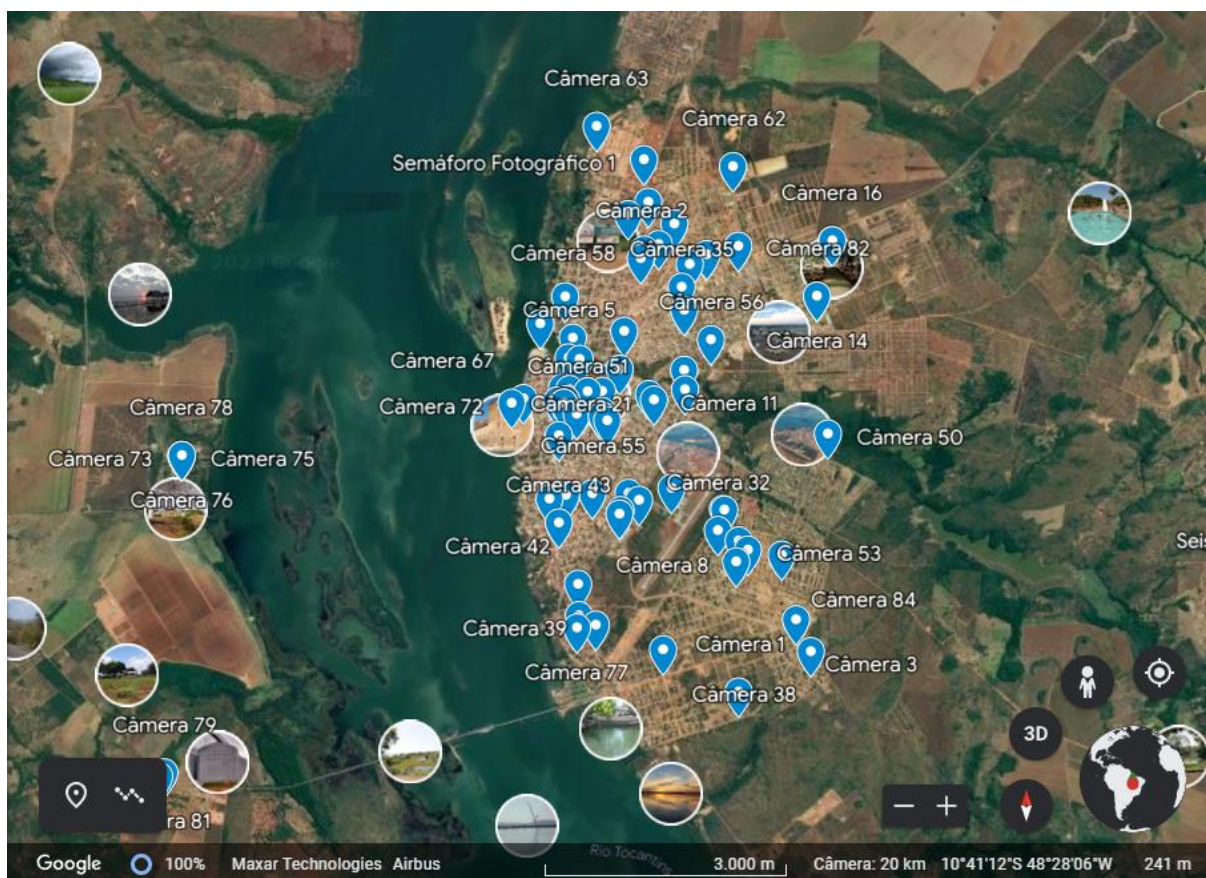 Câmera 63
Câmera 62
Semáforo Fotográfico 1
Câmera 16
Câmera 2
Câmera 58
Câmera 35
Câmera 82
Câmera 56
Câmera 5
Câmera 14
Câmera 67
Câmera 51
Câmera 78
Câmera 72
Câmera 21
Câmera 11
Câmera 50
Câmera 55
Câmera 73
Câmera 75
Câmera 43
Câmera 32
Câmera 76
Câmera 42
Câmera 8
Câmera 53
Seis
Câmera 84
Câmera 39
Câmera 1
Câmera 3
Câmera 77
Câmera 38
Câmera 79
3D
ra 81
Rio Tocantins
Google 100% Maxar Technologies Airbus 3.000 m Câmera: 20 km 10°41'12"S 48°28'06"W 241 m